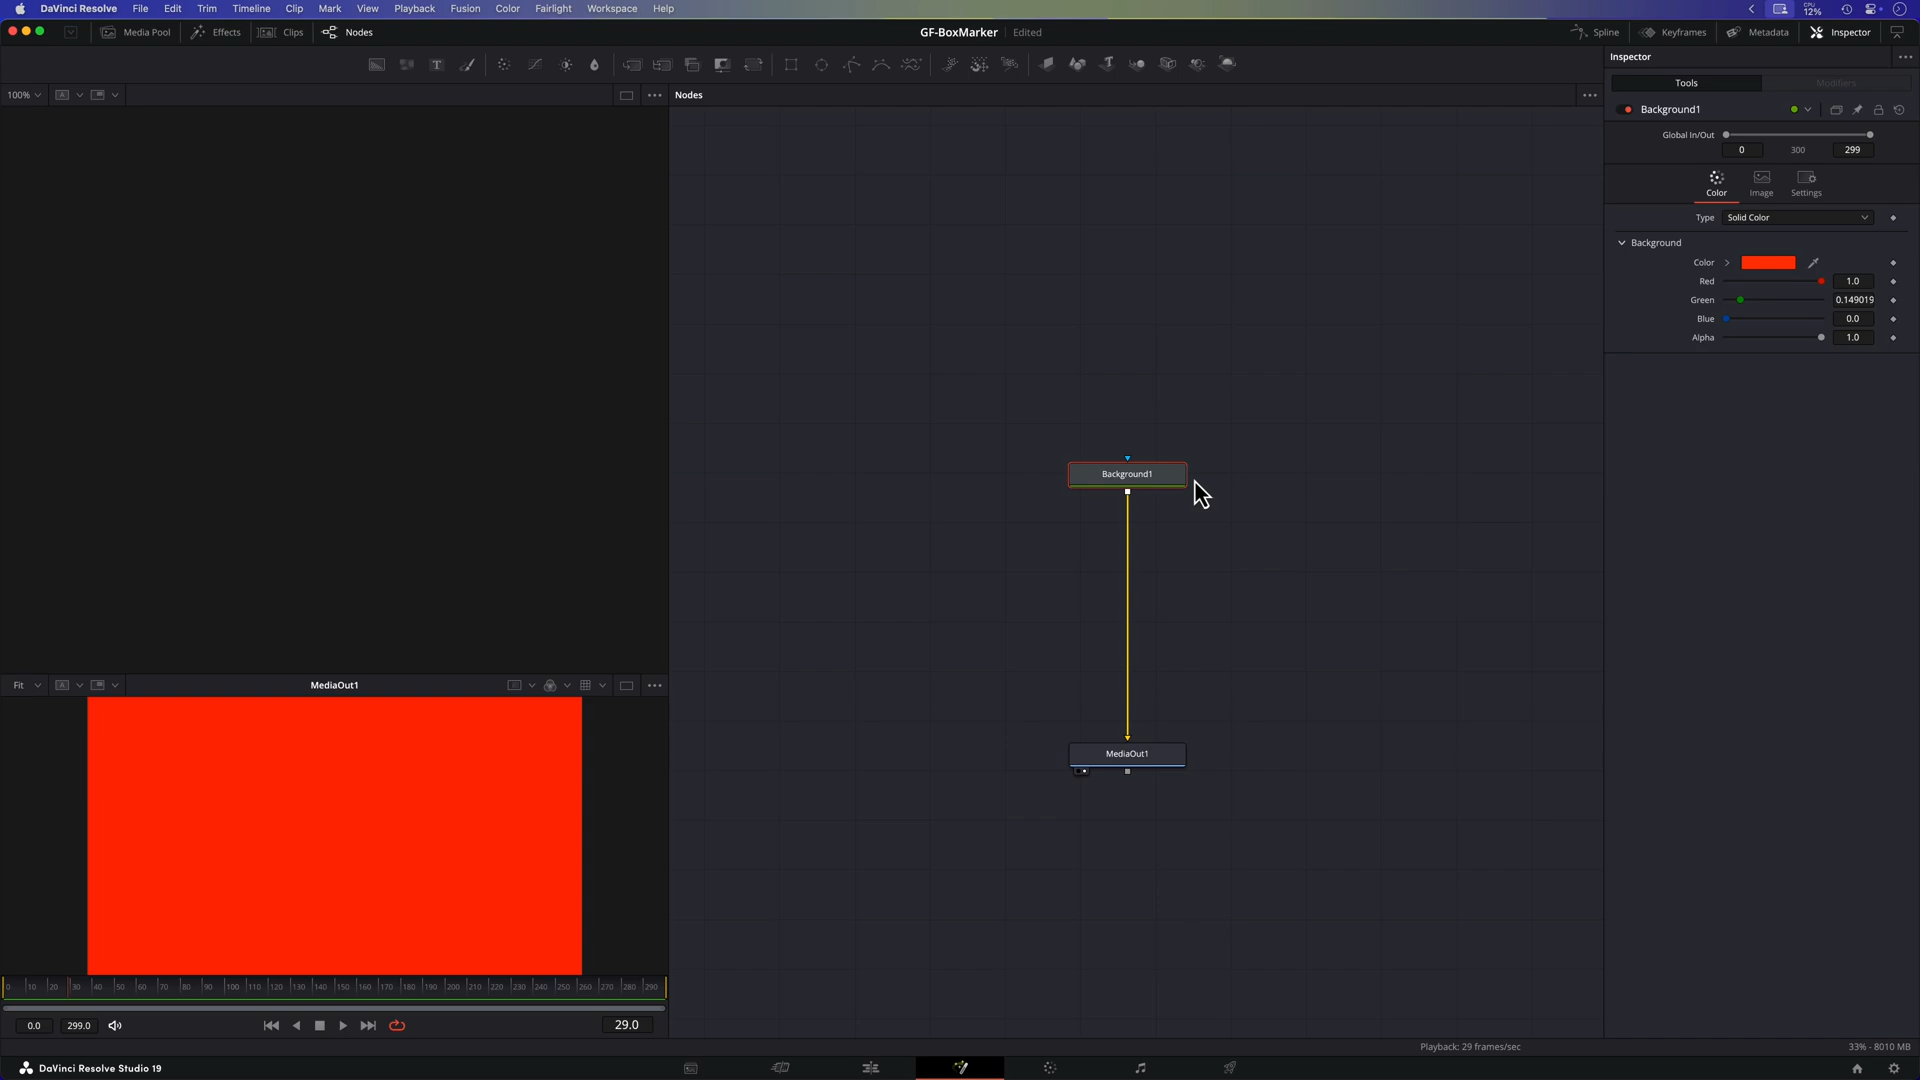 DaVinci Resolve File Edit Trim Timeline Clip Mark View Playback Fusion Color Fairlight Workspace Help CPU 12%
Media Pool Effects Clips Nodes GF-BoxMarker Edited Spline Keyframes Metadata Inspector
Inspector
Tools Modifiers
100% A Nodes
Background1
Global In/Out
0 300 299
Color Image Settings
Type Solid Color
Background
Color
Red 1.0
Green 0.149019
Blue 0.0
Alpha 1.0
Background1
Fit A MediaOut1
MediaOut1
0 10 20 30 40 50 60 70 80 90 100 110 120 130 140 150 160 170 180 190 200 210 220 230 240 250 260 270 280 290
0.0 299.0 29.0
Playback: 29 frames/sec 33% - 8010 MB
DaVinci Resolve Studio 19